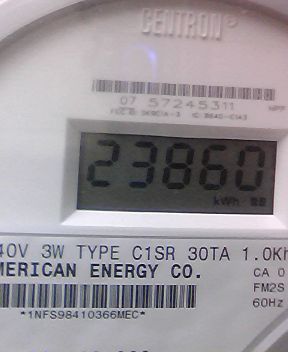 CENTRON®
07 57245311
23860
kWh
40V 3W TYPE C1SR 30TA 1.0Kh
MERICAN ENERGY CO.
CA 0
FM2S
60Hz
*1NFS98410366MEC*